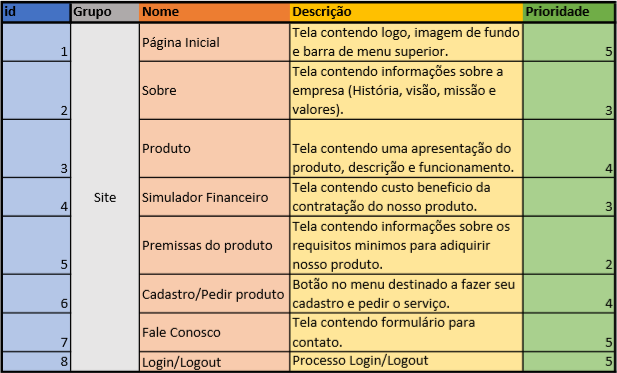 id Grupo Nome Descrição Prioridade
Tela contendo logo, imagem de fundo
Página Inicial
1 e barra de menu superior. 5
Tela contendo informações sobre a
Sobre empresa (História, visão, missão e
2 valores). 3
Produto Tela contendo uma apresentação do
3 produto, descrição e funcionamento. 4
Site Simulador Financeiro Tela contendo custo beneficio da
4 contratação do nosso produto. 3
Tela contendo informações sobre os
Premissas do produto requisitos minimos para adiquirir
5 nosso produto. 2
Cadastro/Pedir produto Botão no menu destinado a fazer seu
6 cadastro e pedir o serviço. 4
Fale Conosco Tela contendo formulário para
7 contato. 5
8 Login/Logout Processo Login/Logout 5